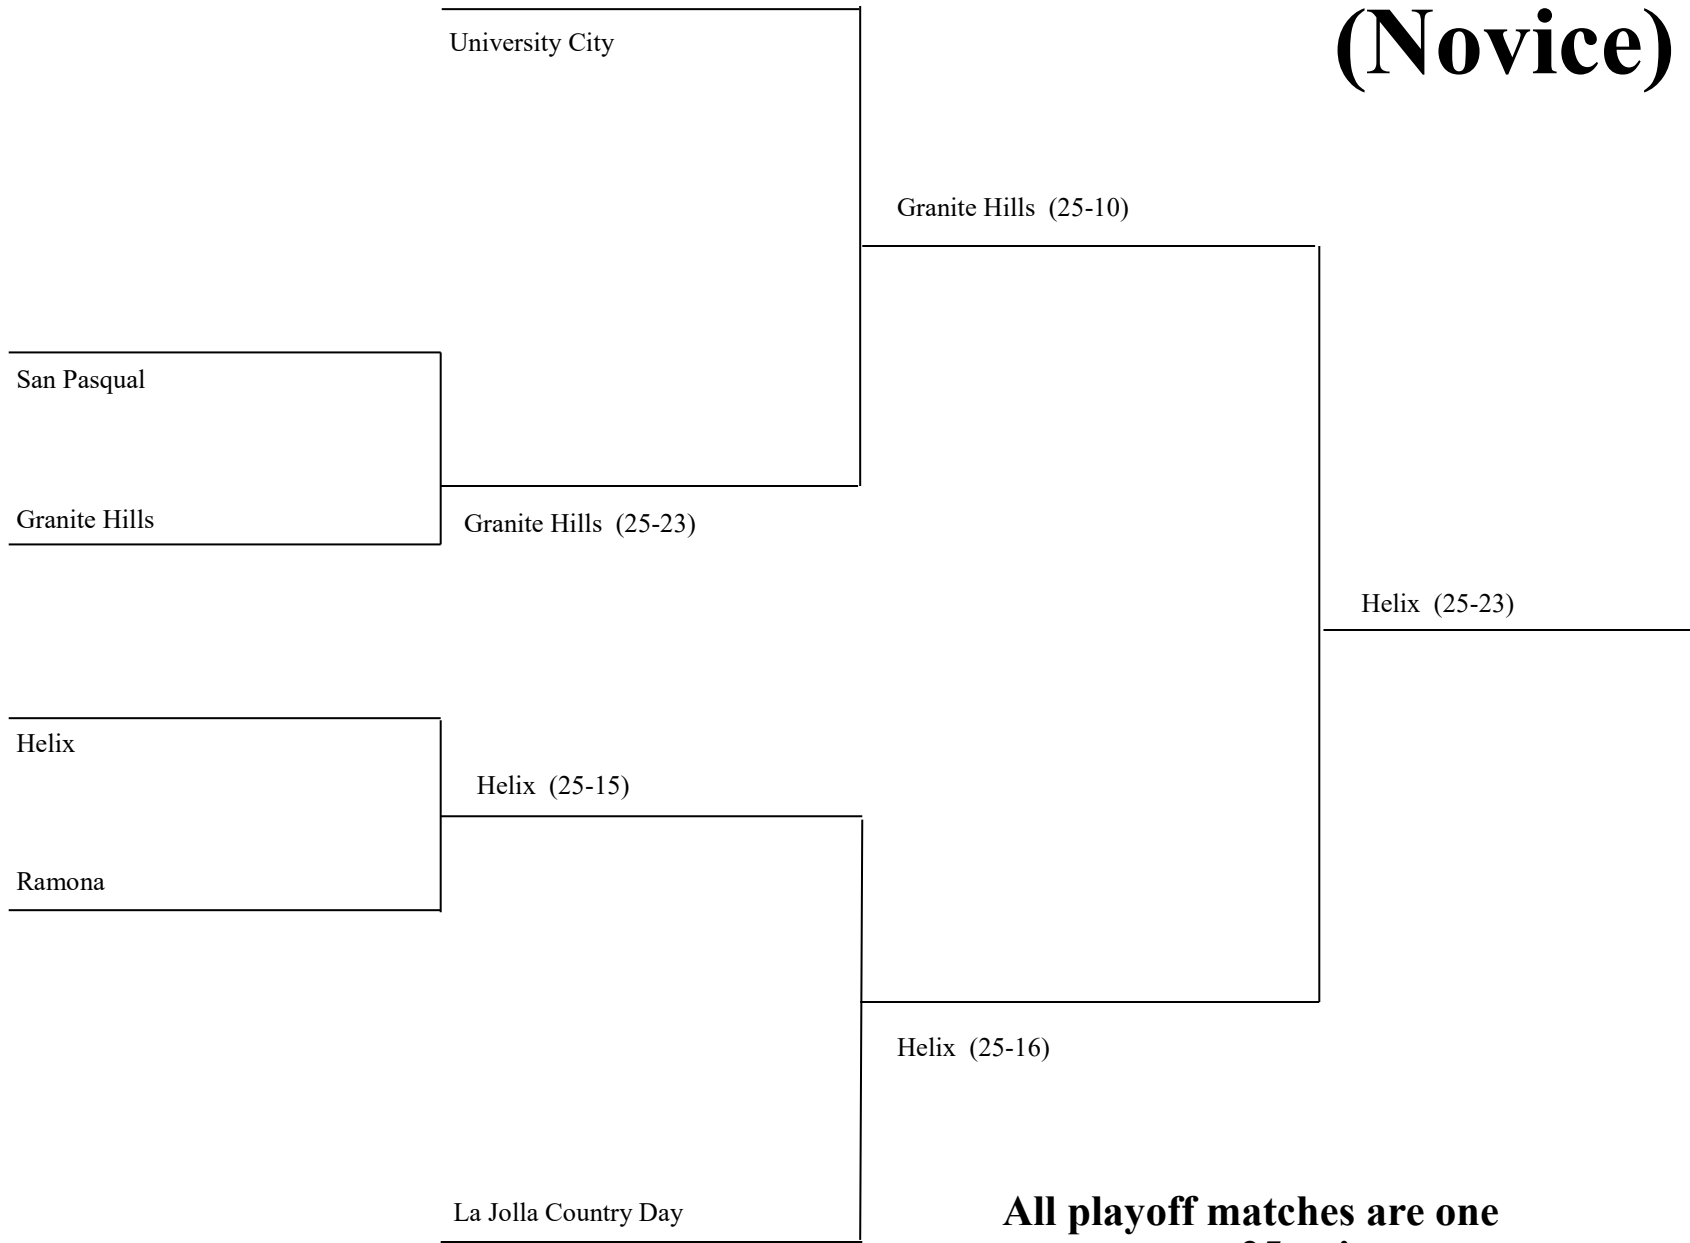 (Novice)
University City
Granite Hills (25-10)
San Pasqual
Granite Hills
Granite Hills (25-23)
Helix (25-23)
Helix
Helix (25-15)
Ramona
Helix (25-16)
La Jolla Country Day
All playoff matches are one